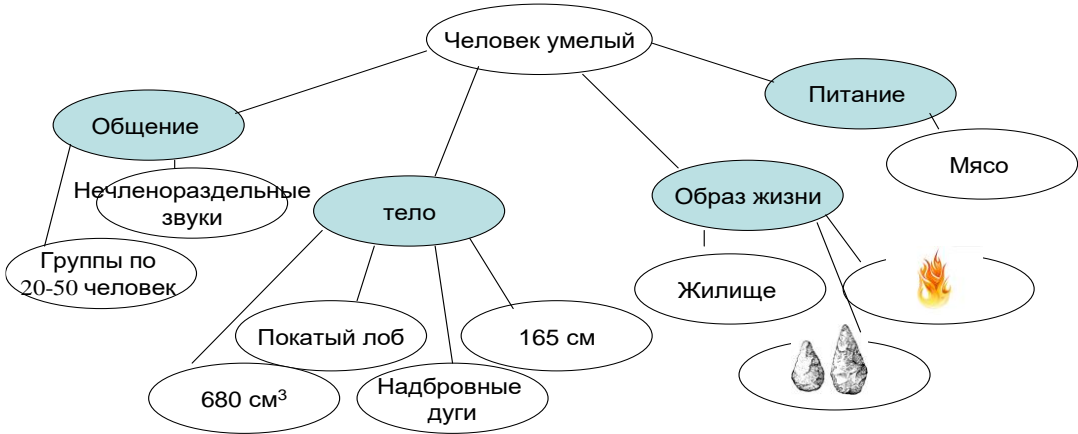 Человек умелый
Питание
Общение
Мясо
Нечленораздельные
звуки
Образ жизни
тело
Группы по
20-50 человек
Жилище
Покатый лоб
165 см
680 см³
Надбровные
дуги